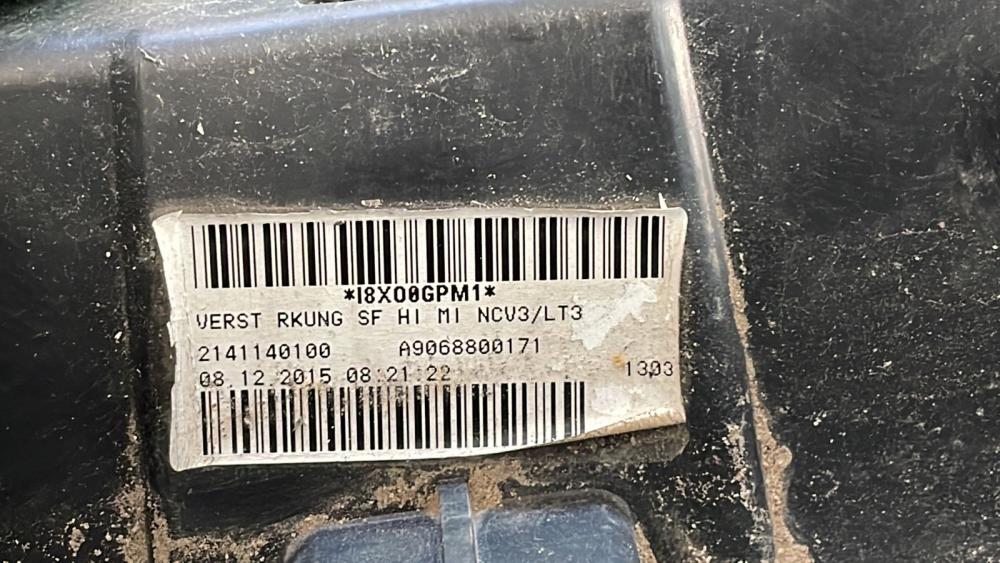 *I8X00GPM1*
VERST RKUNG SF HI MI NCV3/LT3
2141140100 A9068800171
08.12.2015 08:21:22 1303